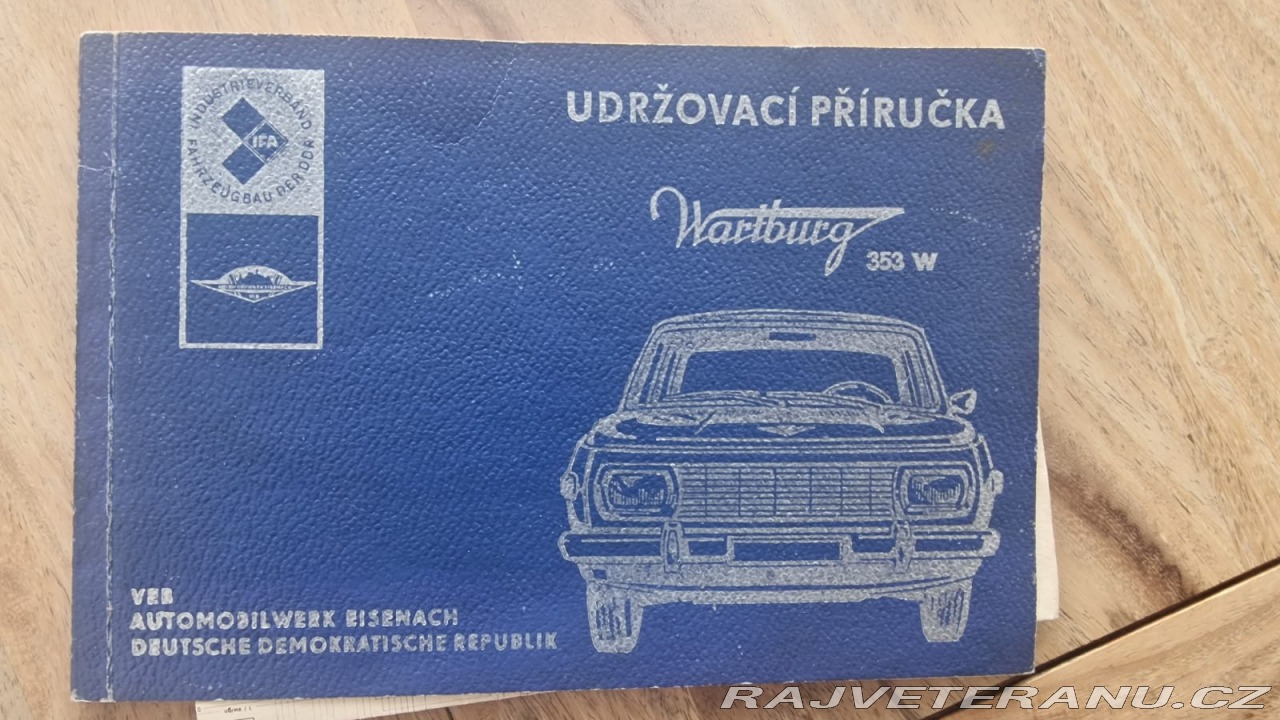 UDRŽOVACÍ PŘÍRUČKA
INDUSTRIEVERBAND
FAHRZEUGBAU DER DDR
IFA
Wartburg
353 W
VEB
AUTOMOBILWERK EISENACH
DEUTSCHE DEMOKRATISCHE REPUBLIK
RAJVETERANU.CZ